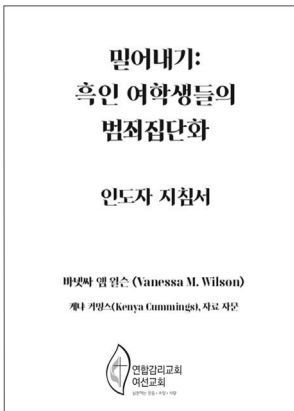 밀어내기:
흑인 여학생들의
범죄집단화
인도자 지침서
바넷싸 앰 윌슨 (Vanessa M. Wilson)
케냐 커밍스(Kenya Cummings), 자료 자문
연합감리교회
여선교회